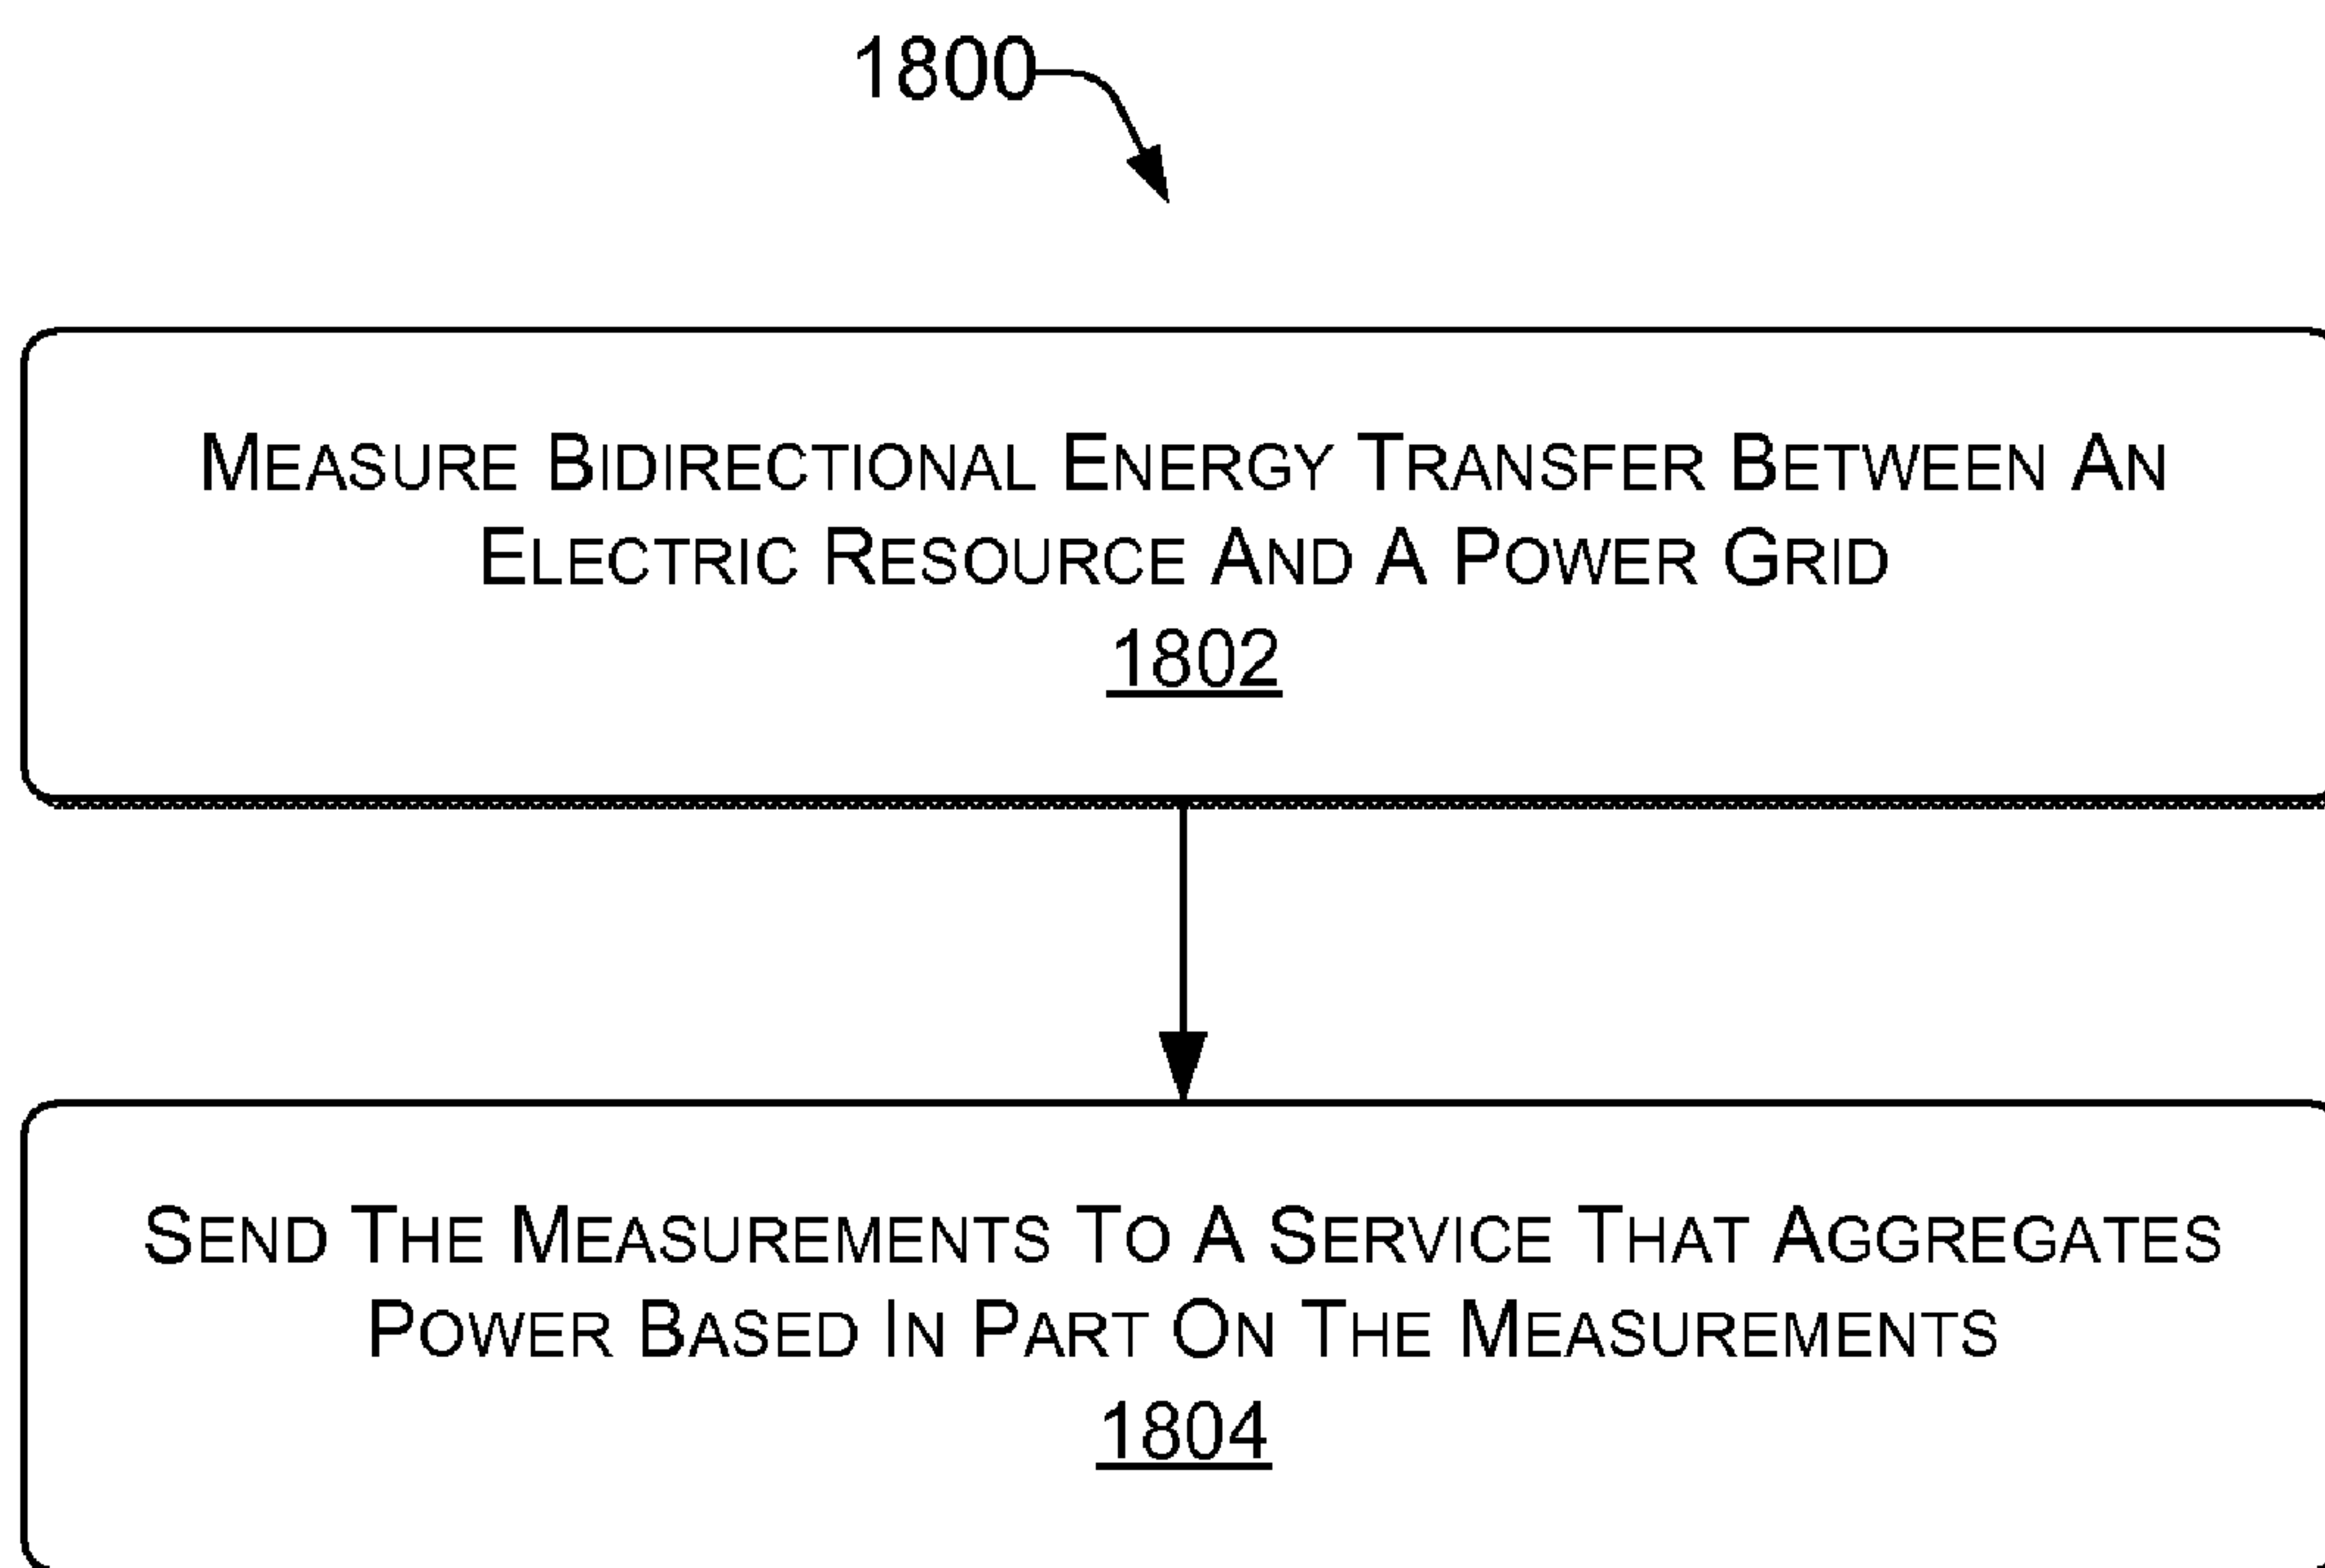 1800
MEASURE BIDIRECTIONAL ENERGY TRANSFER BETWEEN AN
ELECTRIC RESOURCE AND A POWER GRID
1802
SEND THE MEASUREMENTS TO A SERVICE THAT AGGREGATES
POWER BASED IN PART ON THE MEASUREMENTS
1804